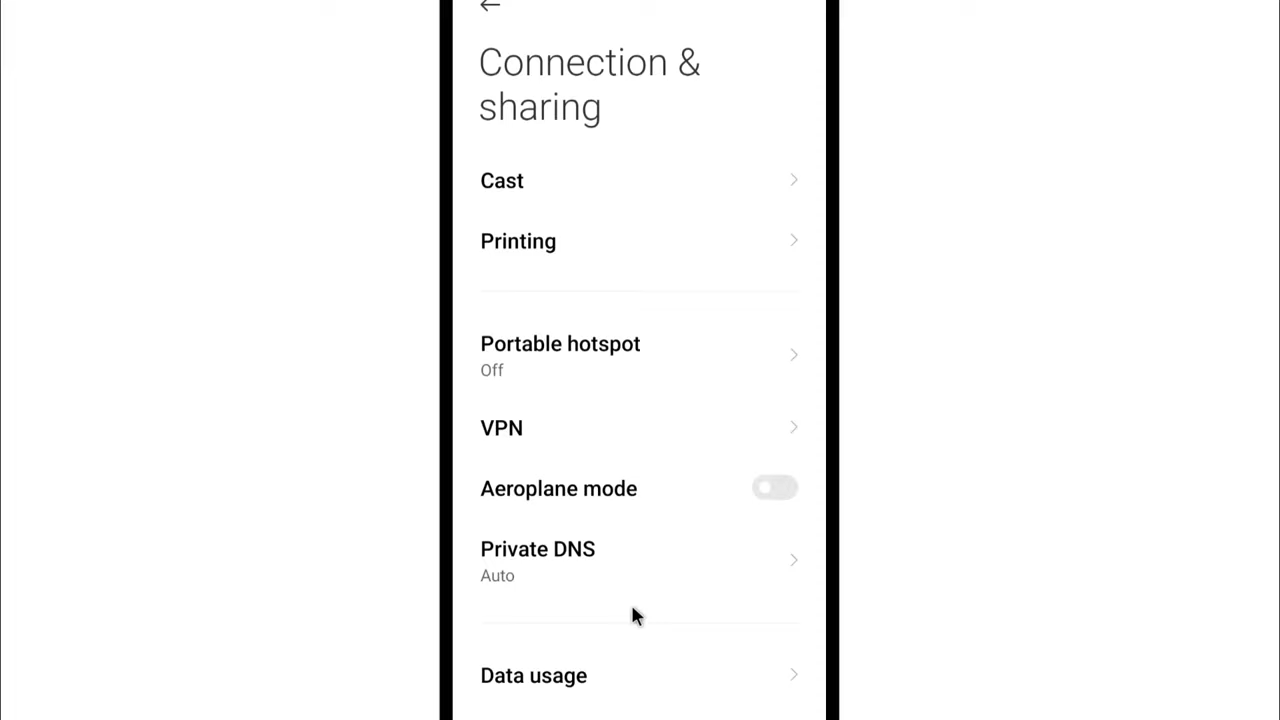 Connection &
sharing
Cast
Printing
Portable hotspot
Off
VPN
Aeroplane mode
Private DNS
Auto
Data usage